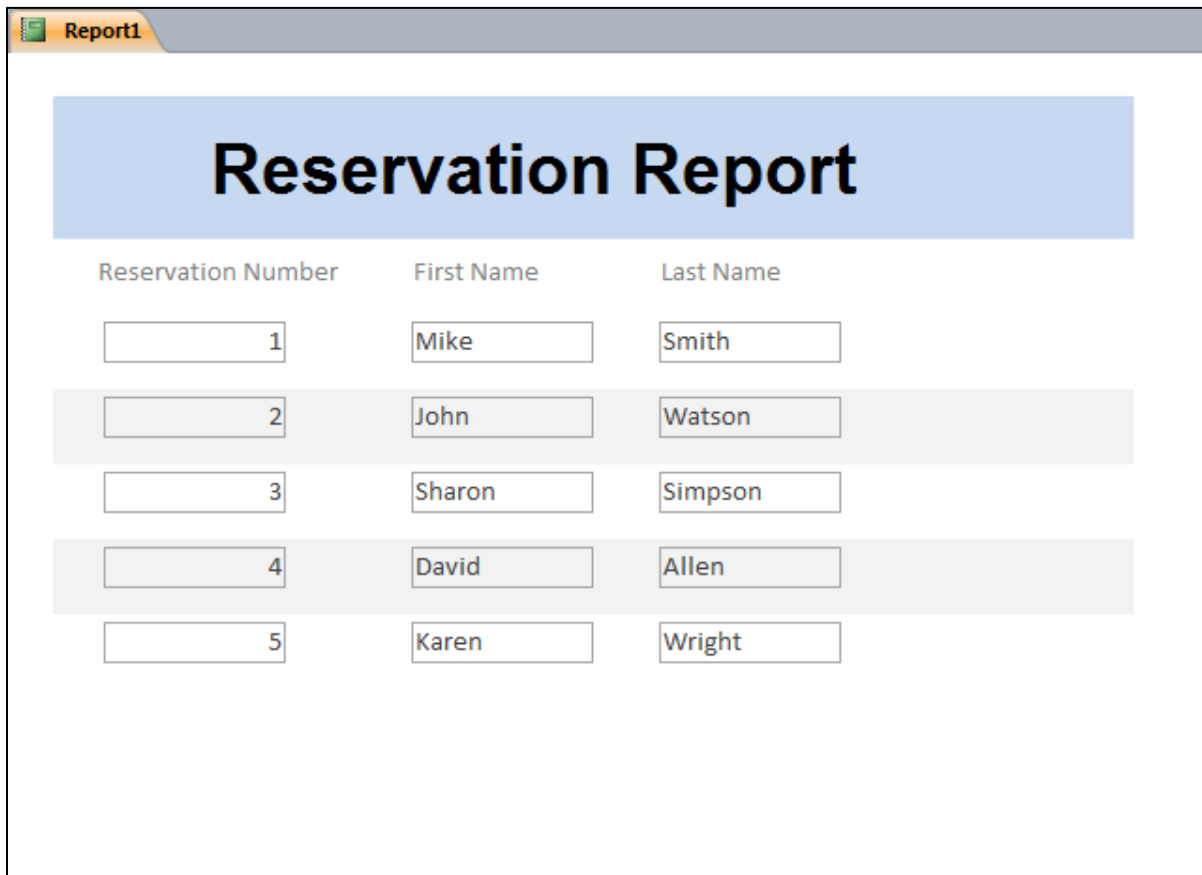 Report1
Reservation Report
Reservation Number First Name Last Name
1 Mike Smith
2 John Watson
3 Sharon Simpson
4 David Allen
5 Karen Wright